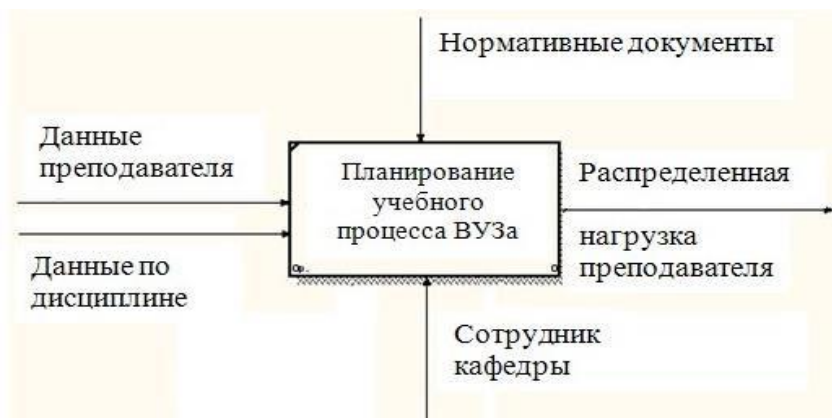 Нормативные документы
Данные
преподавателя
Планирование
учебного
процесса ВУЗа
Распределенная
нагрузка
преподавателя
Данные по
дисциплине
Сотрудник
кафедры